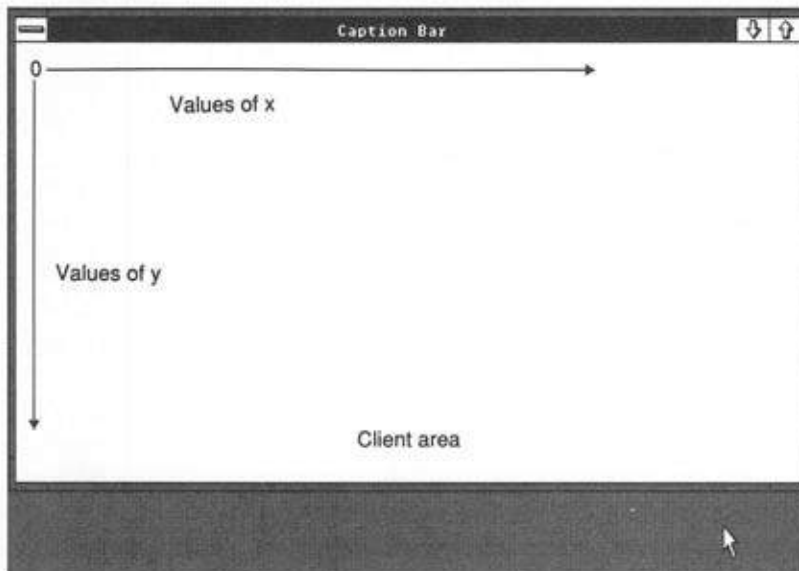 Caption Bar
0
Values of x
Values of y
Client area